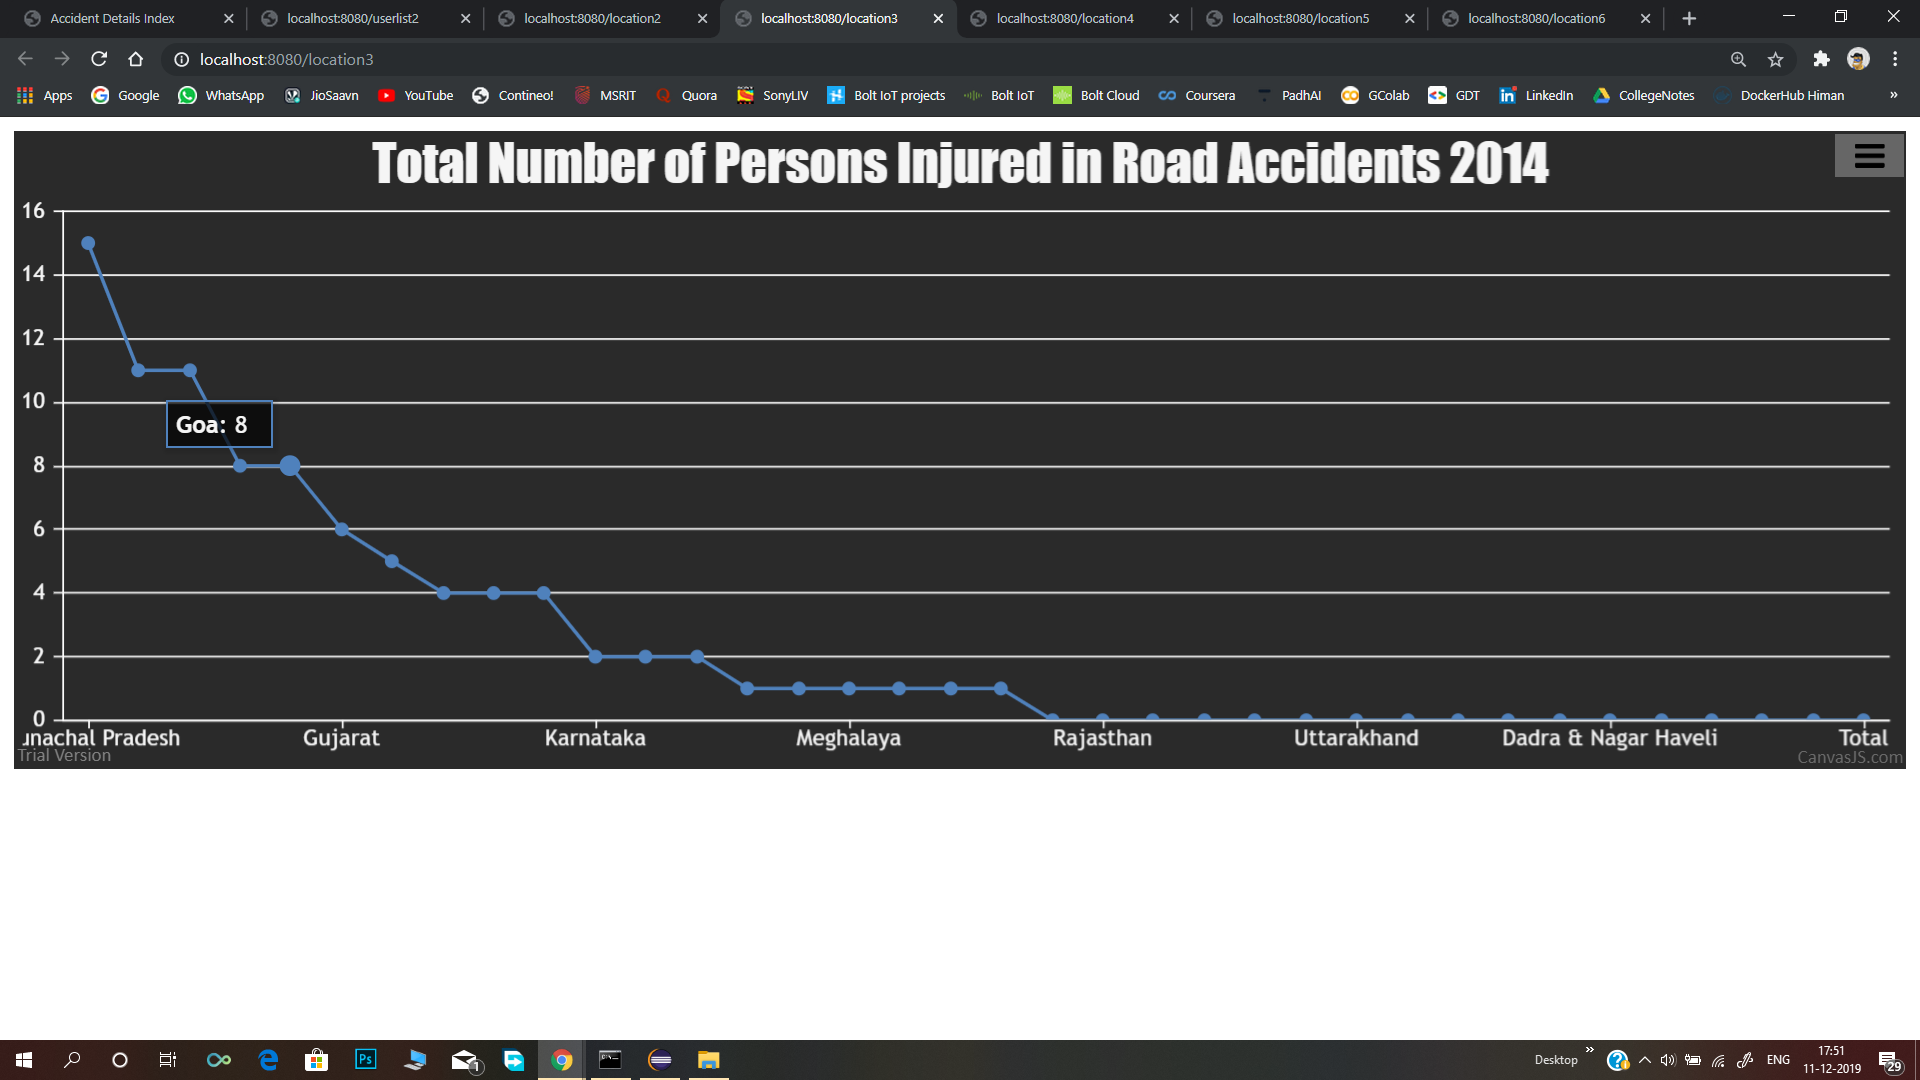 Accident Details Index
localhost:8080/userlist2
localhost:8080/location2
localhost:8080/location3
localhost:8080/location4
localhost:8080/location5
localhost:8080/location6
localhost:8080/location3
Apps Google WhatsApp JioSaavn YouTube Contineo! MSRIT Quora SonyLIV Bolt IoT projects Bolt IoT Bolt Cloud Coursera PadhAI GColab GDT LinkedIn CollegeNotes DockerHub Himan »
Total Number of Persons Injured in Road Accidents 2014
16
14
12
10
Goa: 8
8
6
4
2
0
unachal Pradesh Gujarat Karnataka Meghalaya Rajasthan Uttarakhand Dadra & Nagar Haveli Total
Trial Version
CanvasJS.com
Ps
1
Desktop »
ENG
17:51
11-12-2019
29